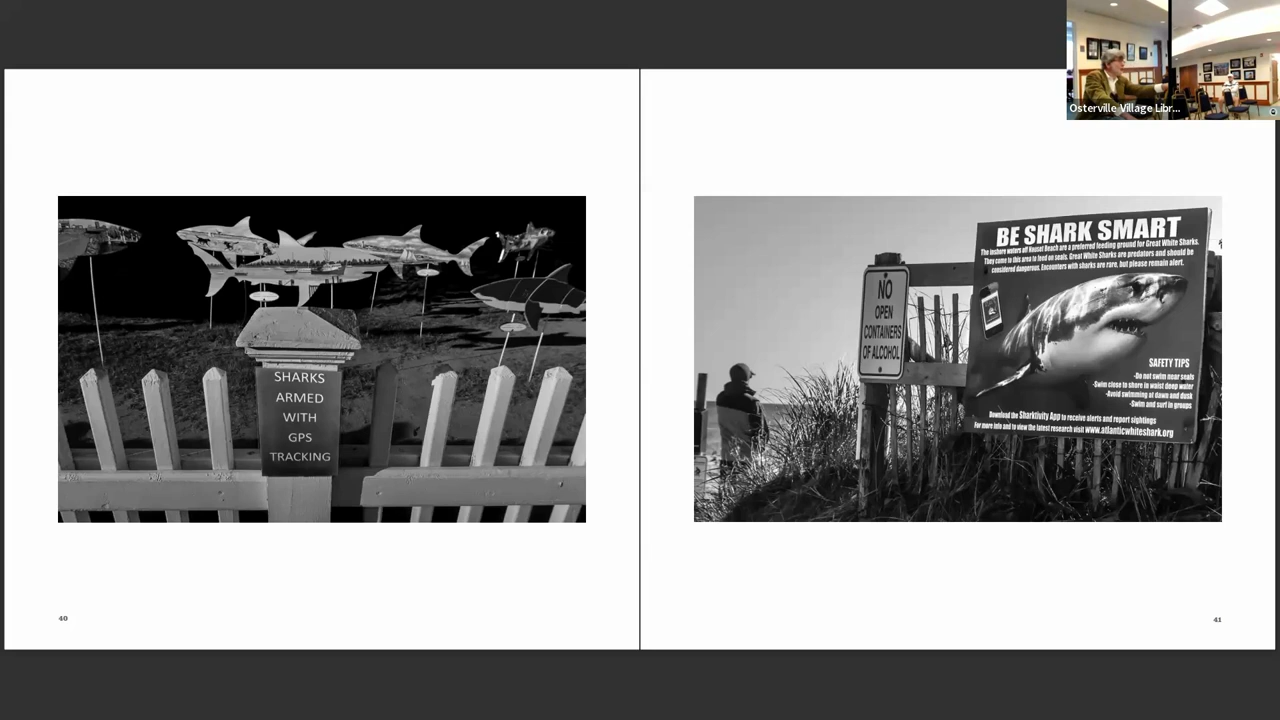 Osterville Village Libr...
SHARKS
ARMED
WITH
GPS
TRACKING
40
NO
OPEN
CONTAINERS
OF ALCOHOL
BE SHARK SMART
The inshore waters off Nauset Beach are a preferred feeding ground for Great White Sharks.
They come to this area to feed on seals. Great White Sharks are predators and should be
considered dangerous. Encounters with sharks are rare, but please remain alert.
SAFETY TIPS
-Do not swim near seals
-Swim close to shore in waist deep water
-Avoid swimming at dawn and dusk
-Swim and surf in groups
Download the Sharktivity App to receive alerts and report sightings
For more info and to view the latest research visit www.atlanticwhiteshark.org
41